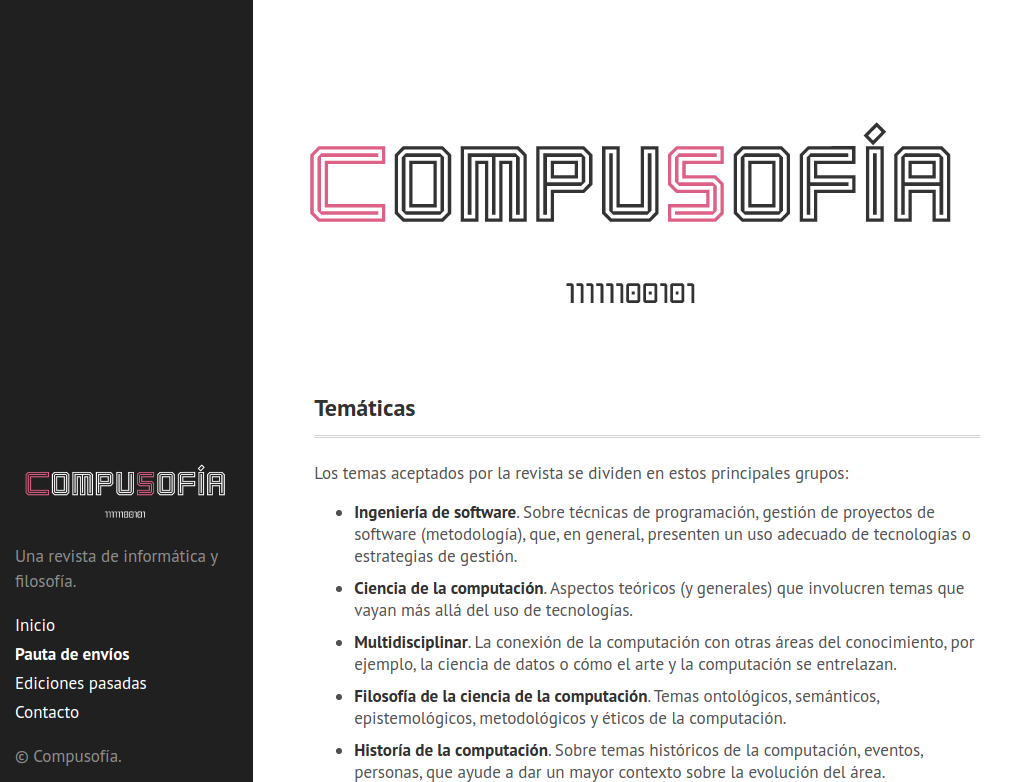 COMPUSOFÍA
11111100101
Una revista de informática y
filosofía.
Inicio
Pauta de envíos
Ediciones pasadas
Contacto
© Compusofía.
COMPUSOFÍA
11111100101
Temáticas
Los temas aceptados por la revista se dividen en estos principales grupos:
• Ingeniería de software. Sobre técnicas de programación, gestión de proyectos de
software (metodología), que, en general, presenten un uso adecuado de tecnologías o
estrategias de gestión.
• Ciencia de la computación. Aspectos teóricos (y generales) que involucren temas que
vayan más allá del uso de tecnologías.
• Multidisciplinar. La conexión de la computación con otras áreas del conocimiento, por
ejemplo, la ciencia de datos o cómo el arte y la computación se entrelazan.
• Filosofía de la ciencia de la computación. Temas ontológicos, semánticos,
epistemológicos, metodológicos y éticos de la computación.
• Historía de la computación. Sobre temas históricos de la computación, eventos,
personas, que ayude a dar un mayor contexto sobre la evolución del área.